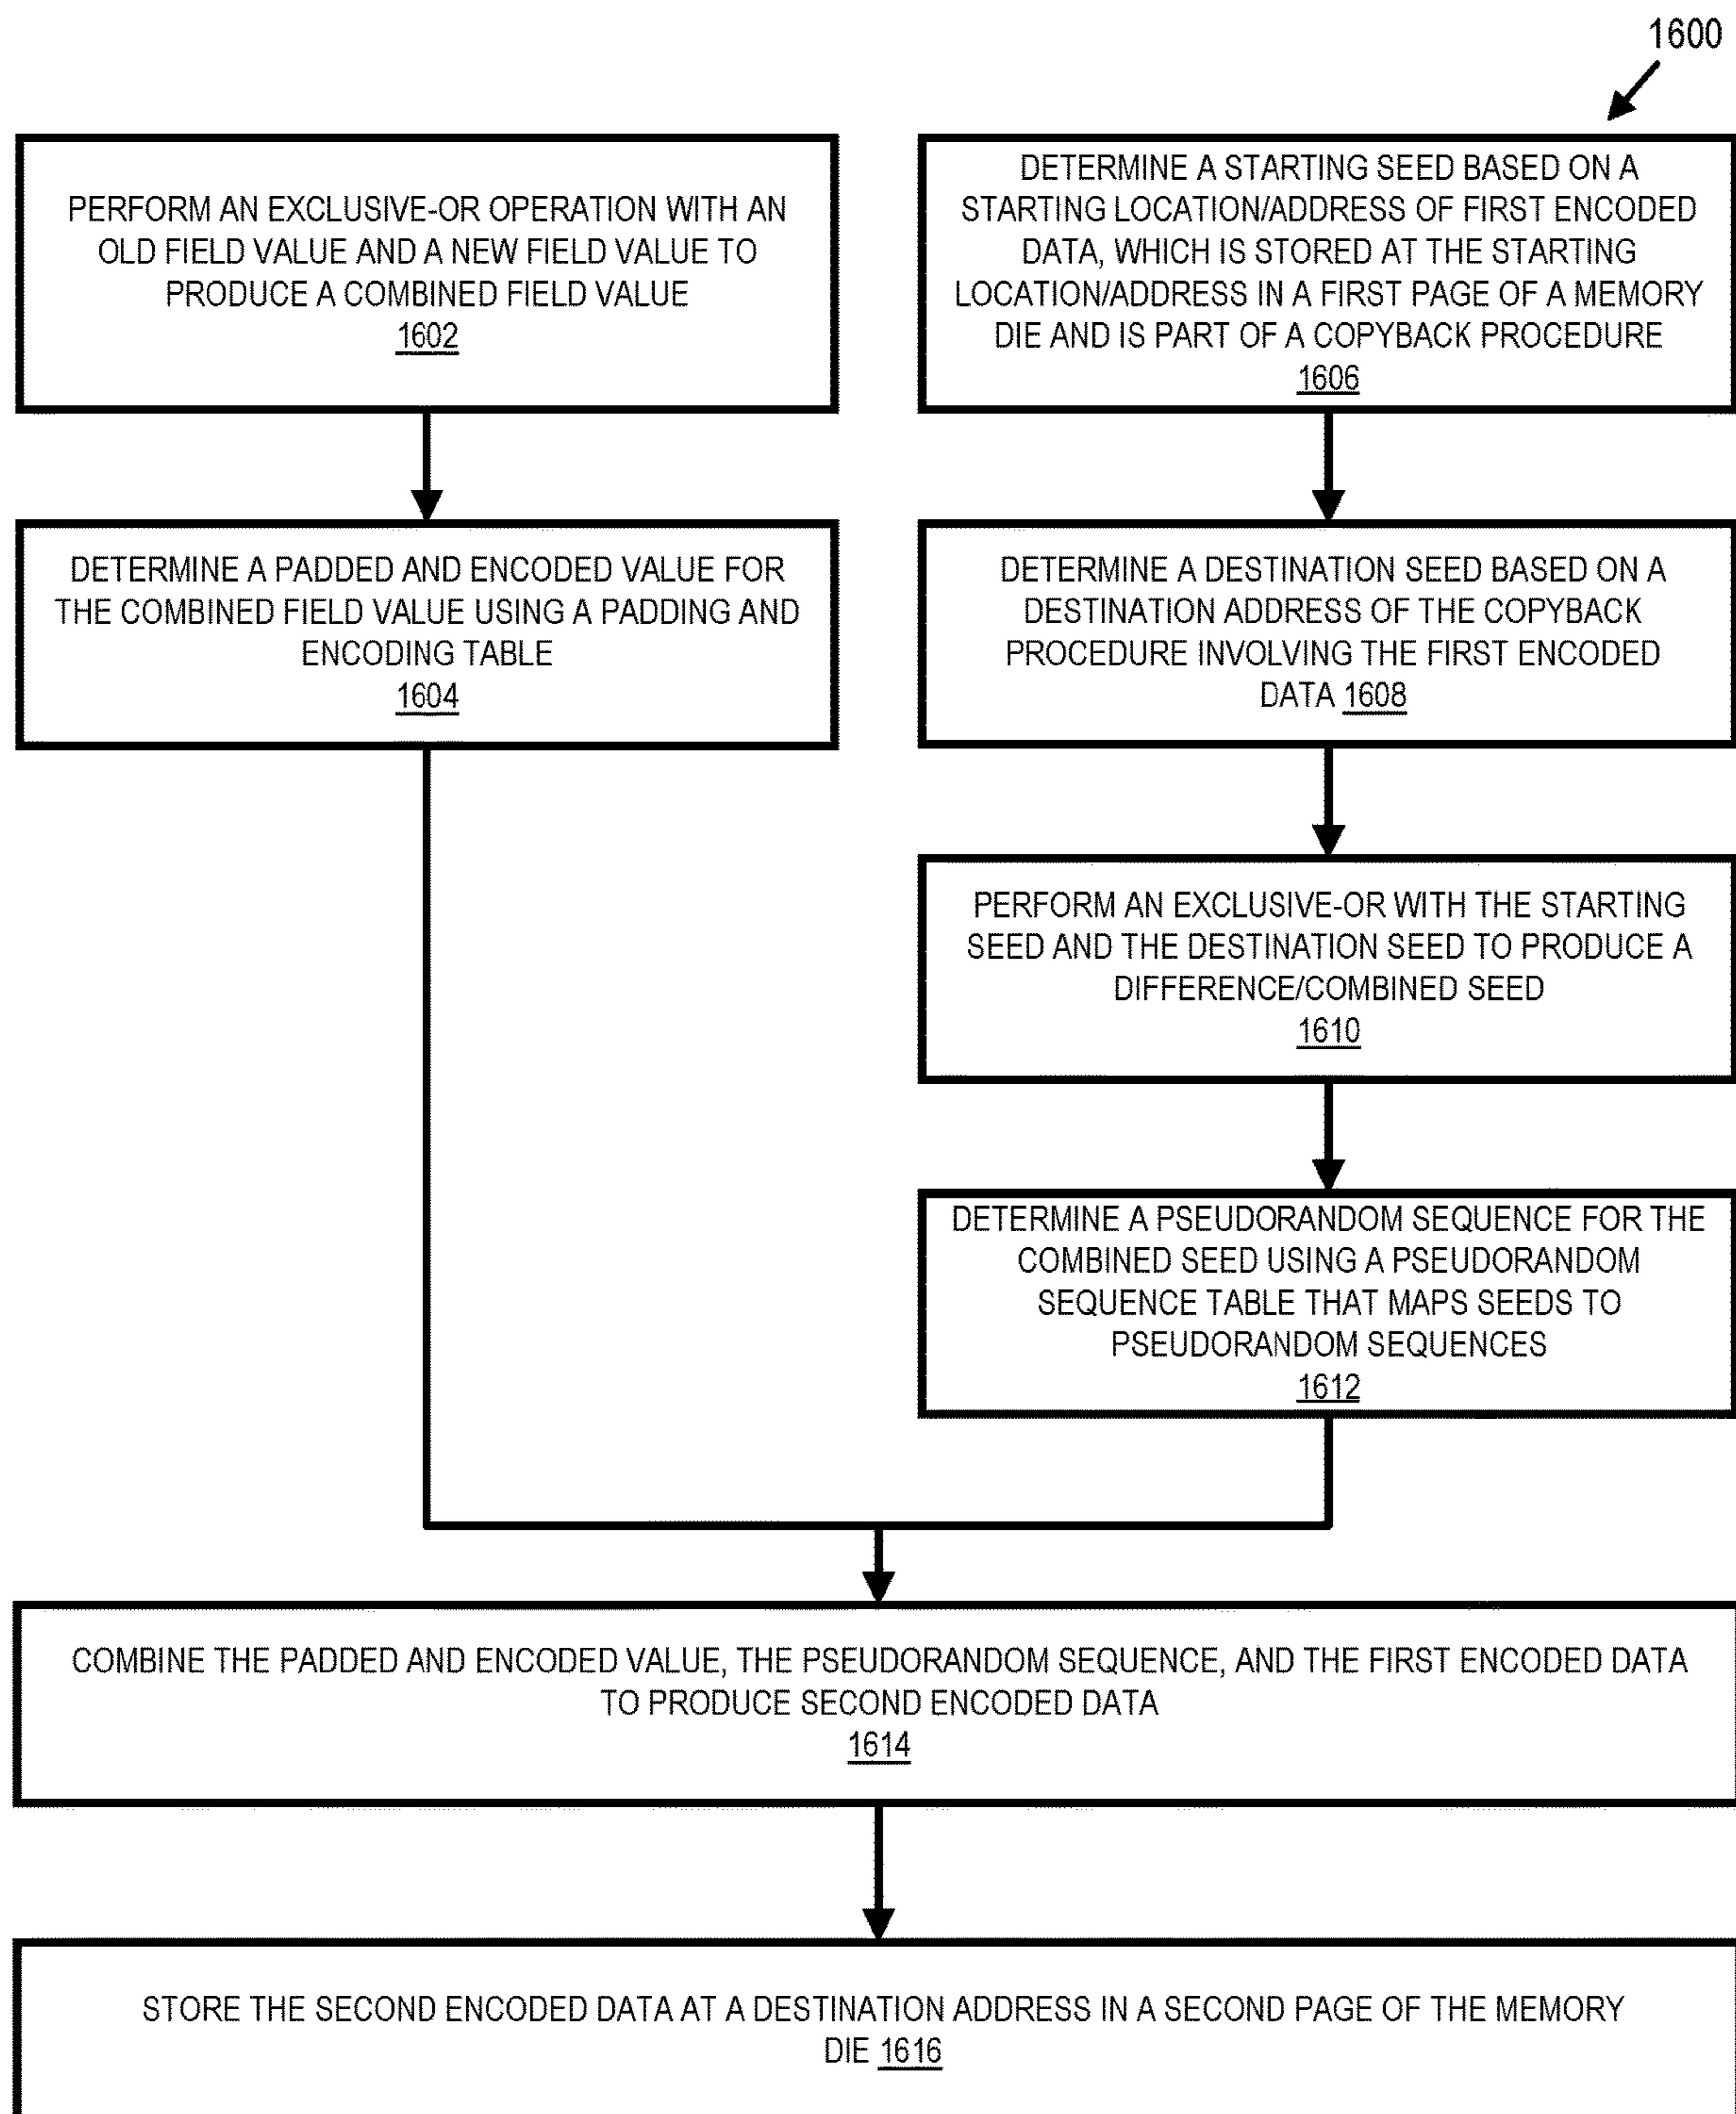 1600
PERFORM AN EXCLUSIVE-OR OPERATION WITH AN
OLD FIELD VALUE AND A NEW FIELD VALUE TO
PRODUCE A COMBINED FIELD VALUE
1602
DETERMINE A PADDED AND ENCODED VALUE FOR
THE COMBINED FIELD VALUE USING A PADDING AND
ENCODING TABLE
1604
DETERMINE A STARTING SEED BASED ON A
STARTING LOCATION/ADDRESS OF FIRST ENCODED
DATA, WHICH IS STORED AT THE STARTING
LOCATION/ADDRESS IN A FIRST PAGE OF A MEMORY
DIE AND IS PART OF A COPYBACK PROCEDURE
1606
DETERMINE A DESTINATION SEED BASED ON A
DESTINATION ADDRESS OF THE COPYBACK
PROCEDURE INVOLVING THE FIRST ENCODED
DATA 1608
PERFORM AN EXCLUSIVE-OR WITH THE STARTING
SEED AND THE DESTINATION SEED TO PRODUCE A
DIFFERENCE/COMBINED SEED
1610
DETERMINE A PSEUDORANDOM SEQUENCE FOR THE
COMBINED SEED USING A PSEUDORANDOM
SEQUENCE TABLE THAT MAPS SEEDS TO
PSEUDORANDOM SEQUENCES
1612
COMBINE THE PADDED AND ENCODED VALUE, THE PSEUDORANDOM SEQUENCE, AND THE FIRST ENCODED DATA
TO PRODUCE SECOND ENCODED DATA
1614
STORE THE SECOND ENCODED DATA AT A DESTINATION ADDRESS IN A SECOND PAGE OF THE MEMORY
DIE 1616